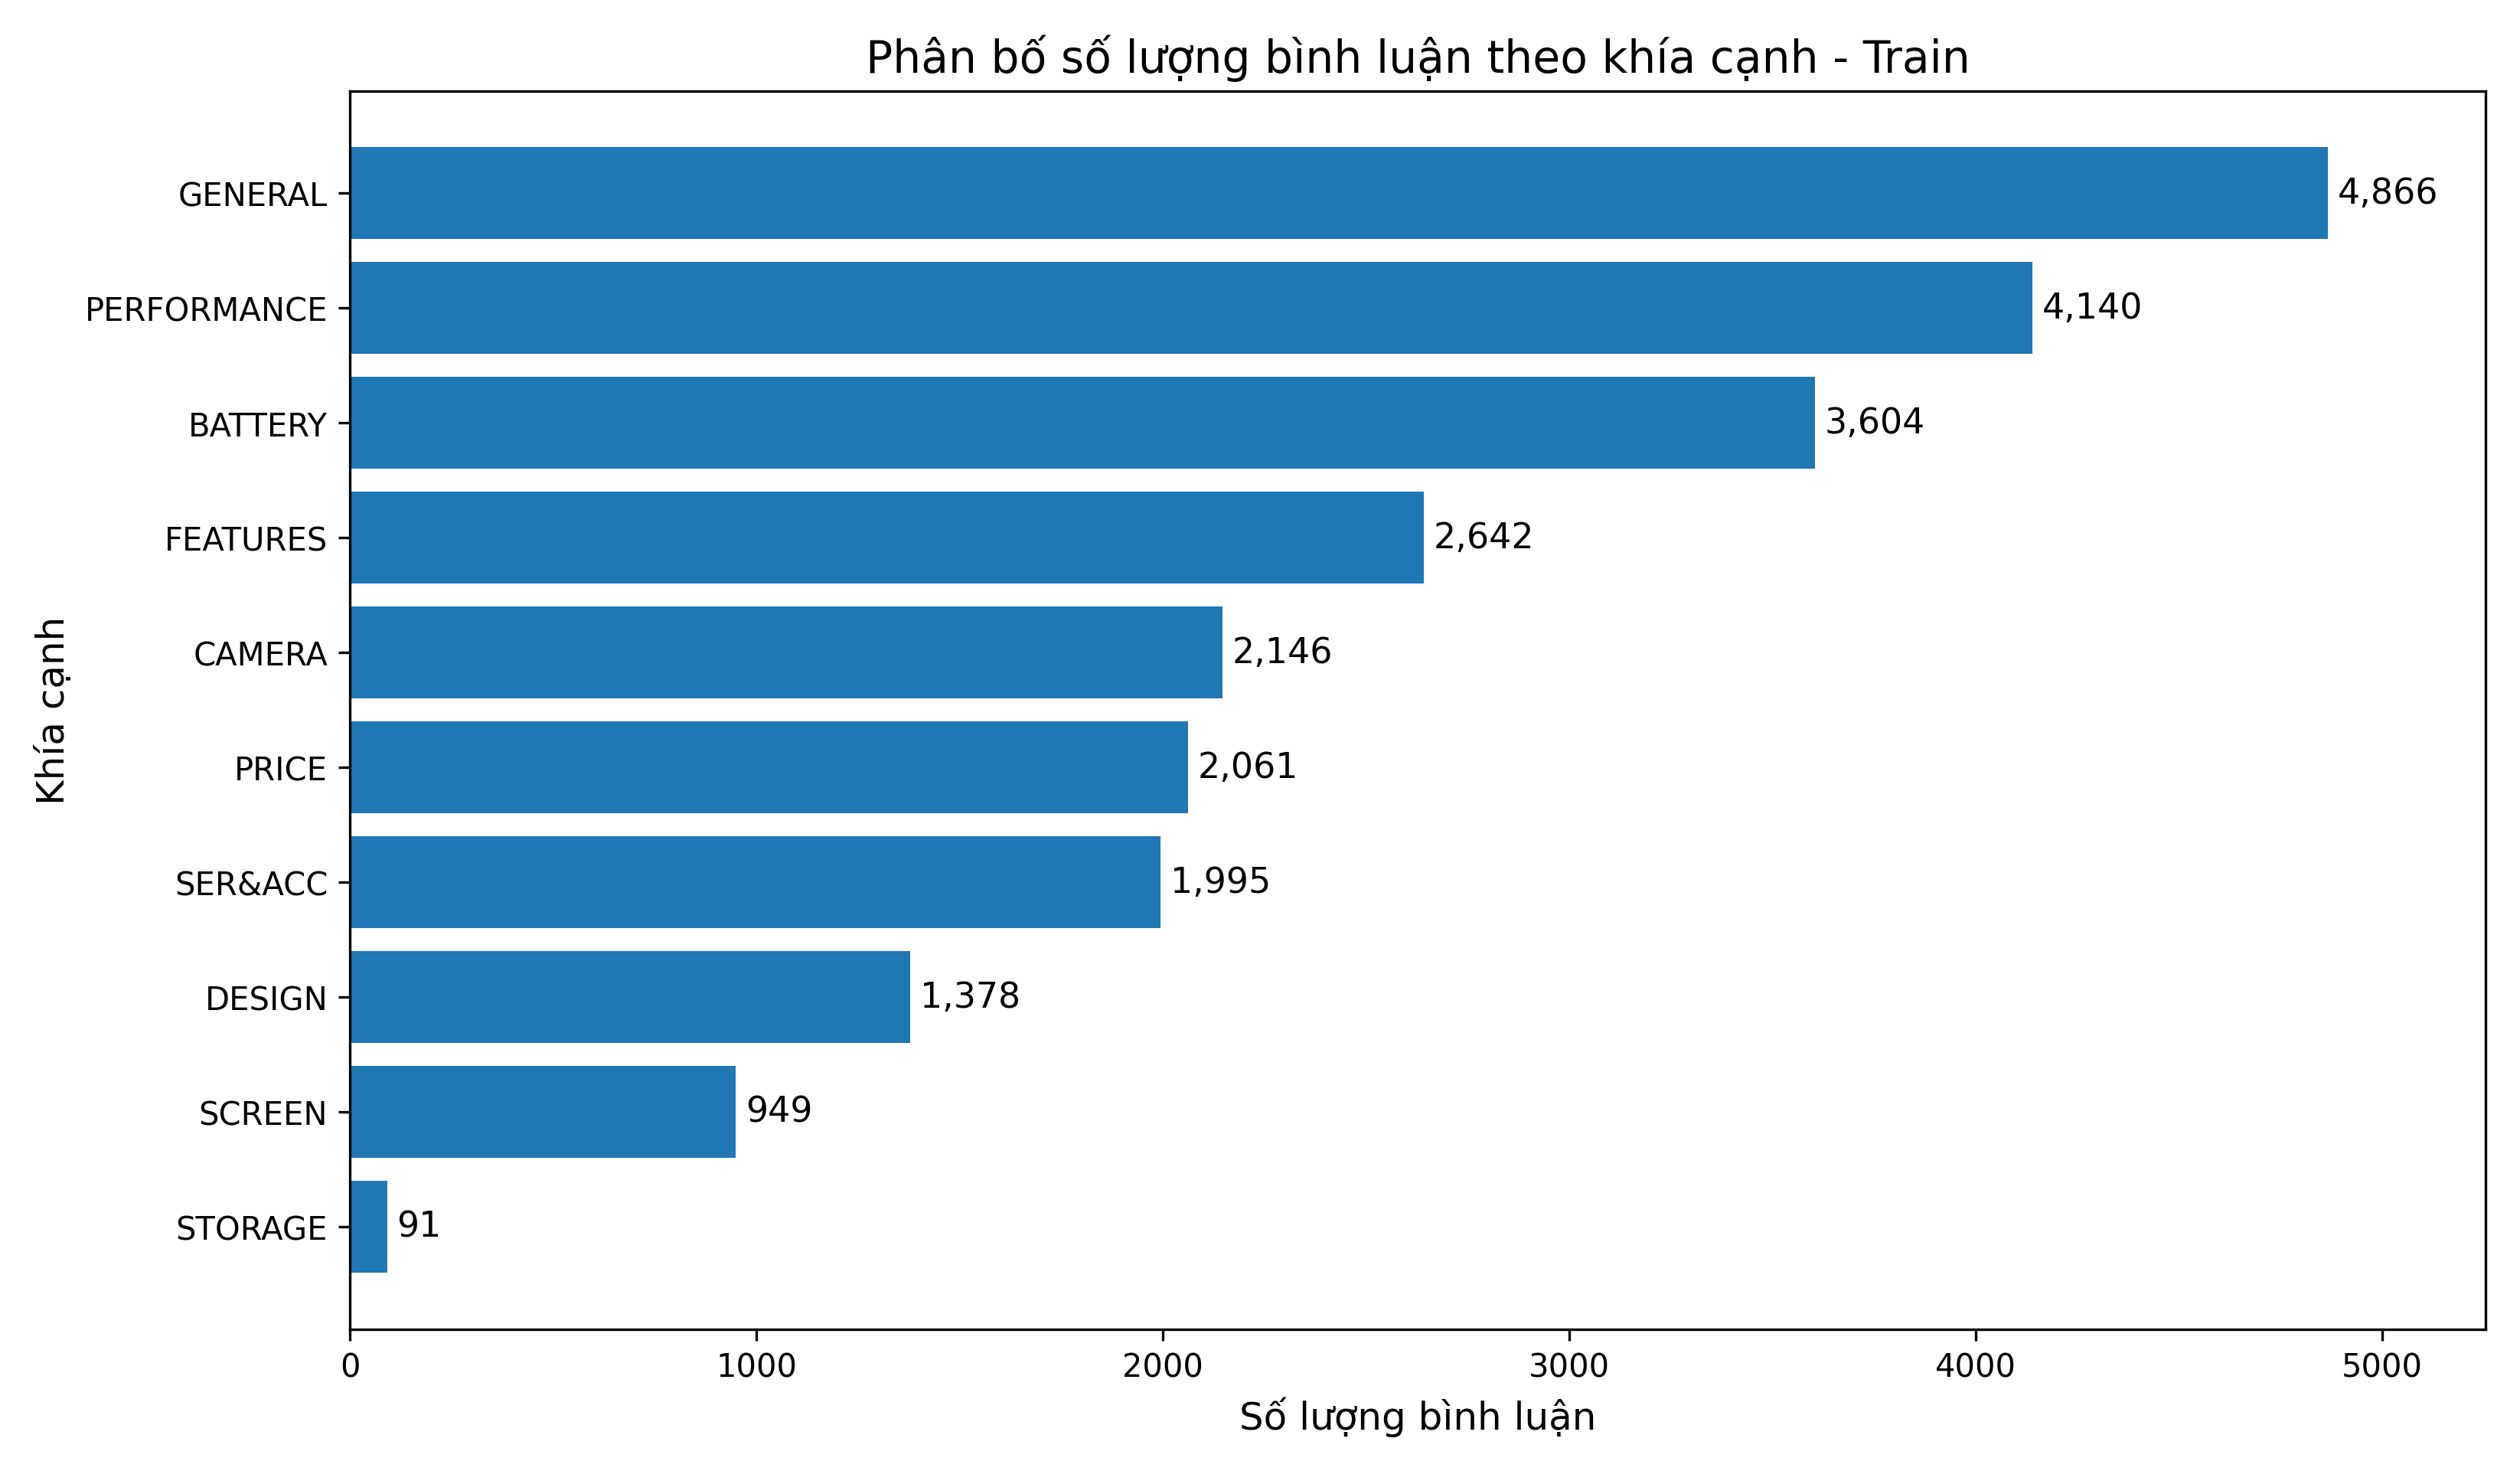 Phân bố số lượng bình luận theo khía cạnh - Train
Khía cạnh
GENERAL 4,866
PERFORMANCE 4,140
BATTERY 3,604
FEATURES 2,642
CAMERA 2,146
PRICE 2,061
SER&ACC 1,995
DESIGN 1,378
SCREEN 949
STORAGE 91
0 1000 2000 3000 4000 5000
Số lượng bình luận